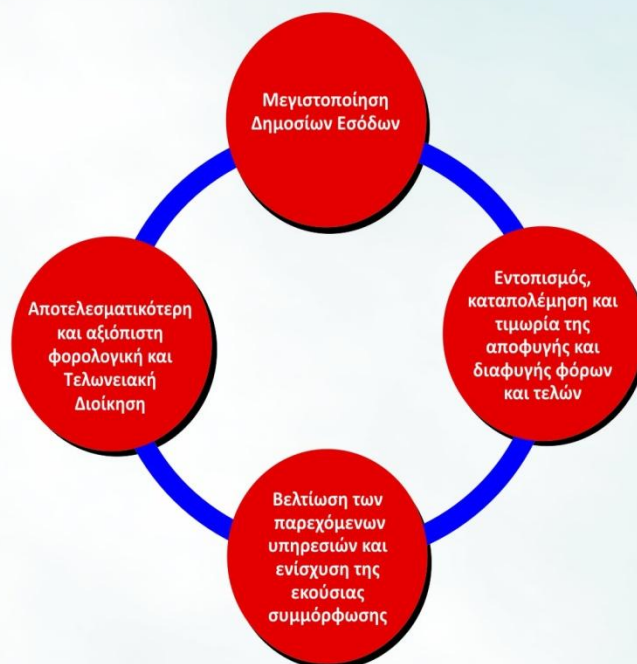 Μεγιστοποίηση
Δημοσίων Εσόδων
Εντοπισμός,
καταπολέμηση και
τιμωρία της
αποφυγής και
διαφυγής φόρων
και τελών
Βελτίωση των
παρεχόμενων
υπηρεσιών και
ενίσχυση της
εκούσιας
συμμόρφωσης
Αποτελεσματικότερη
και αξιόπιστη
φορολογική και
Τελωνειακή
Διοίκηση